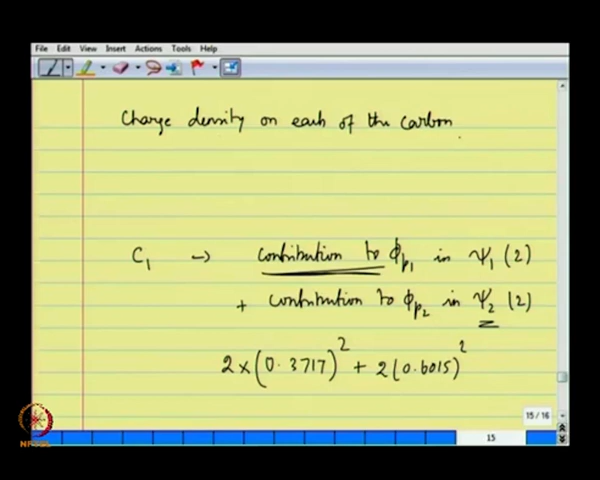 File Edit View Insert Actions Tools Help
Charge density on each of the carbon.
C₁ → contribution to ϕp₁ in ψ₁ (2)
+ contribution to ϕp₂ in ψ₂ (2)
2 × (0.3717)² + 2 (0.6015)²
15 / 16
15
NPTEL